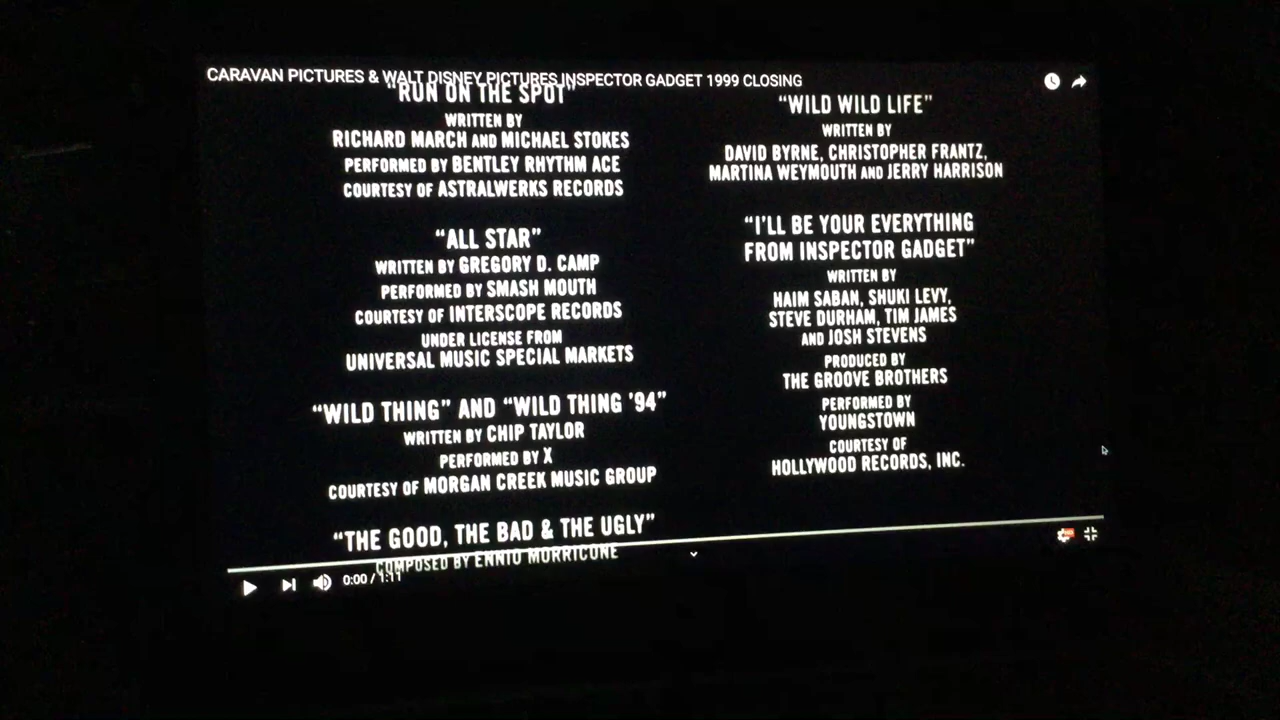 CARAVAN PICTURES & WALT DISNEY PICTURES INSPECTOR GADGET 1999 CLOSING
"RUN ON THE SPOT"
WRITTEN BY
RICHARD MARCH AND MICHAEL STOKES
PERFORMED BY BENTLEY RHYTHM ACE
COURTESY OF ASTRALWERKS RECORDS
"ALL STAR"
WRITTEN BY GREGORY D. CAMP
PERFORMED BY SMASH MOUTH
COURTESY OF INTERSCOPE RECORDS
UNDER LICENSE FROM
UNIVERSAL MUSIC SPECIAL MARKETS
"WILD THING" AND "WILD THING '94"
WRITTEN BY CHIP TAYLOR
PERFORMED BY X
COURTESY OF MORGAN CREEK MUSIC GROUP
"THE GOOD, THE BAD & THE UGLY"
COMPOSED BY ENNIO MORRICONE
"WILD WILD LIFE"
WRITTEN BY
DAVID BYRNE, CHRISTOPHER FRANTZ,
MARTINA WEYMOUTH AND JERRY HARRISON
"I'LL BE YOUR EVERYTHING
FROM INSPECTOR GADGET"
WRITTEN BY
HAIM SABAN, SHUKI LEVY,
STEVE DURHAM, TIM JAMES
AND JOSH STEVENS
PRODUCED BY
THE GROOVE BROTHERS
PERFORMED BY
YOUNGSTOWN
COURTESY OF
HOLLYWOOD RECORDS, INC.
0:00 / 1:11